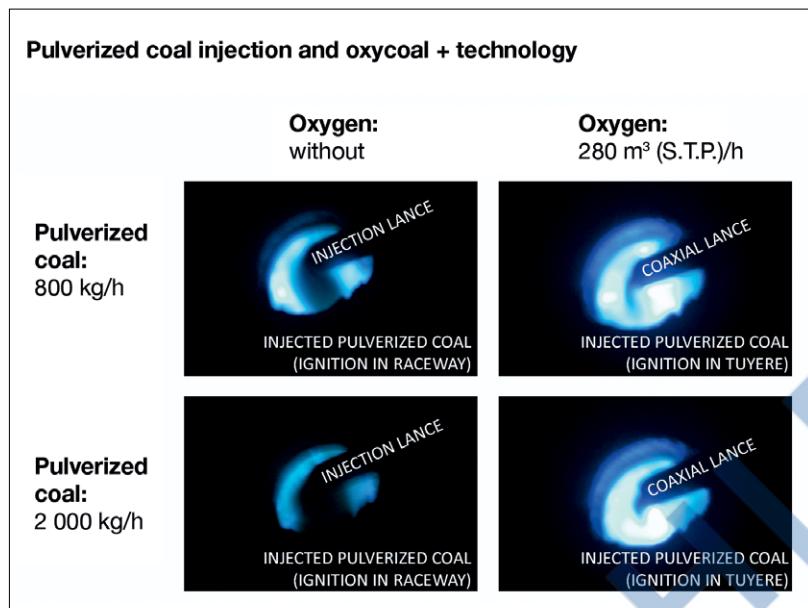 Pulverized coal injection and oxycoal + technology
Oxygen:
without
Oxygen:
280 m³ (S.T.P.)/h
Pulverized
coal:
800 kg/h
INJECTION LANCE
INJECTED PULVERIZED COAL
(IGNITION IN RACEWAY)
COAXIAL LANCE
INJECTED PULVERIZED COAL
(IGNITION IN TUYERE)
Pulverized
coal:
2 000 kg/h
INJECTION LANCE
INJECTED PULVERIZED COAL
(IGNITION IN RACEWAY)
COAXIAL LANCE
INJECTED PULVERIZED COAL
(IGNITION IN TUYERE)